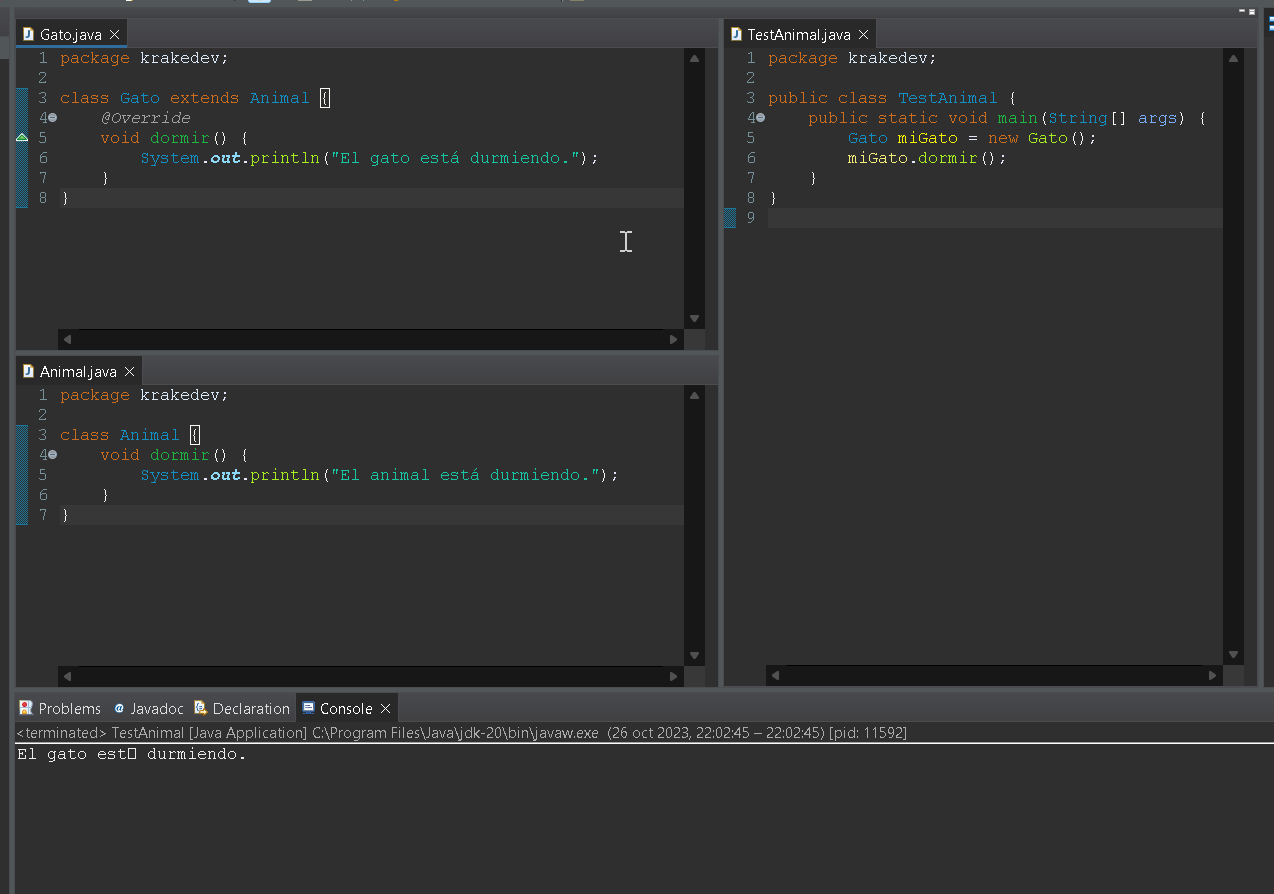 Gato.java
1 package krakedev;
2
3 class Gato extends Animal {
4 @Override
5 void dormir() {
6 System.out.println("El gato está durmiendo.");
7 }
8 }
Animal.java
1 package krakedev;
2
3 class Animal {
4 void dormir() {
5 System.out.println("El animal está durmiendo.");
6 }
7 }
TestAnimal.java
1 package krakedev;
2
3 public class TestAnimal {
4 public static void main(String[] args) {
5 Gato miGato = new Gato();
6 miGato.dormir();
7 }
8 }
9
Problems Javadoc Declaration Console
<terminated> TestAnimal [Java Application] C:\Program Files\Java\jdk-20\bin\javaw.exe (26 oct 2023, 22:02:45 – 22:02:45) [pid: 11592]
El gato est▯ durmiendo.